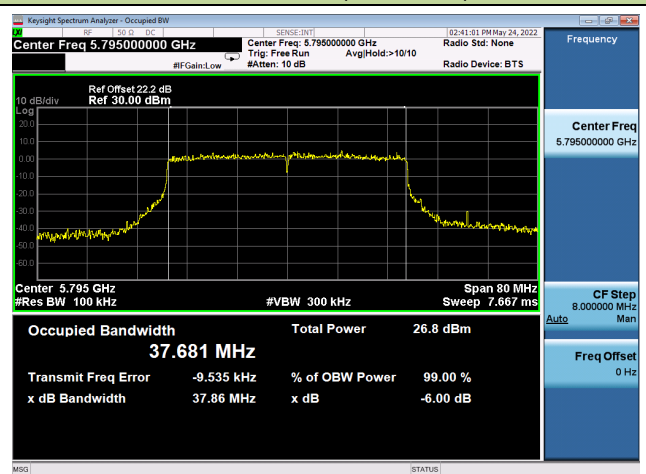 Keysight Spectrum Analyzer - Occupied BW
RF 50 Ω DC SENSE:INT 02:41:01 PM May 24, 2022
Center Freq 5.795000000 GHz
Center Freq: 5.795000000 GHz Radio Std: None
Trig: Free Run Avg|Hold:>10/10
#IFGain:Low #Atten: 10 dB Radio Device: BTS
Ref Offset 22.2 dB
10 dB/div Ref 30.00 dBm
Log
20.0
10.0
0.00
-10.0
-20.0
-30.0
-40.0
-50.0
-60.0
Center 5.795 GHz Span 80 MHz
#Res BW 100 kHz #VBW 300 kHz Sweep 7.667 ms
Occupied Bandwidth Total Power 26.8 dBm
37.681 MHz
Transmit Freq Error -9.535 kHz % of OBW Power 99.00 %
x dB Bandwidth 37.86 MHz x dB -6.00 dB
MSG STATUS
Frequency
Center Freq
5.795000000 GHz
CF Step
8.000000 MHz
Auto Man
Freq Offset
0 Hz